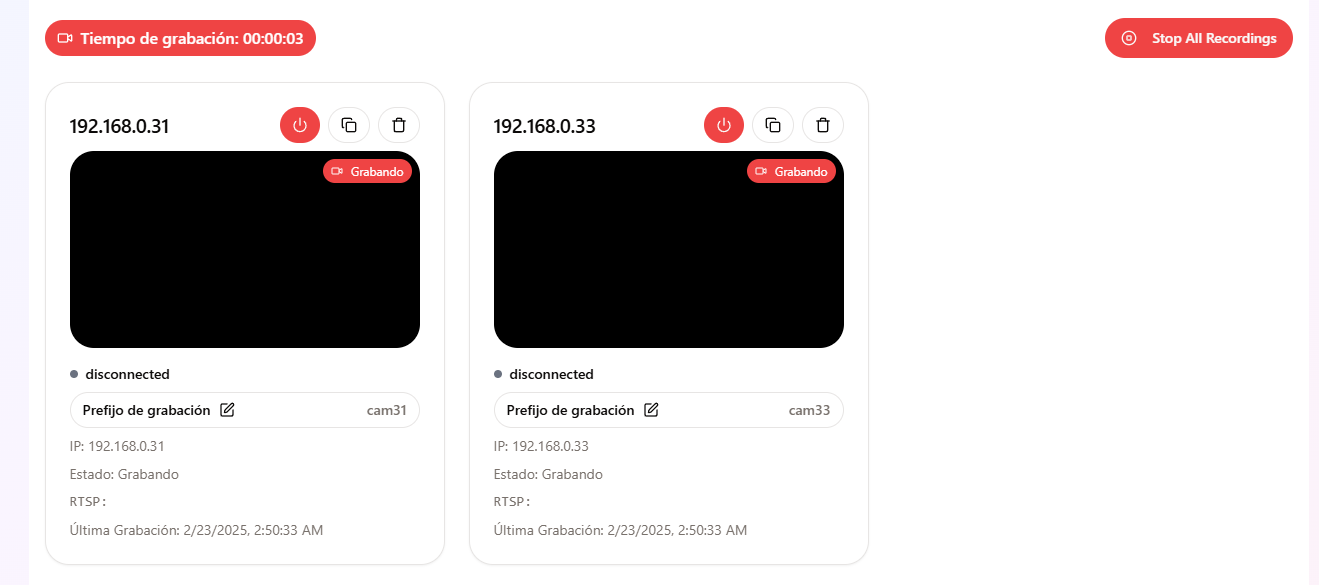 Tiempo de grabación: 00:00:03
Stop All Recordings
192.168.0.31
Grabando
disconnected
Prefijo de grabación cam31
IP: 192.168.0.31
Estado: Grabando
RTSP:
Última Grabación: 2/23/2025, 2:50:33 AM
192.168.0.33
Grabando
disconnected
Prefijo de grabación cam33
IP: 192.168.0.33
Estado: Grabando
RTSP:
Última Grabación: 2/23/2025, 2:50:33 AM